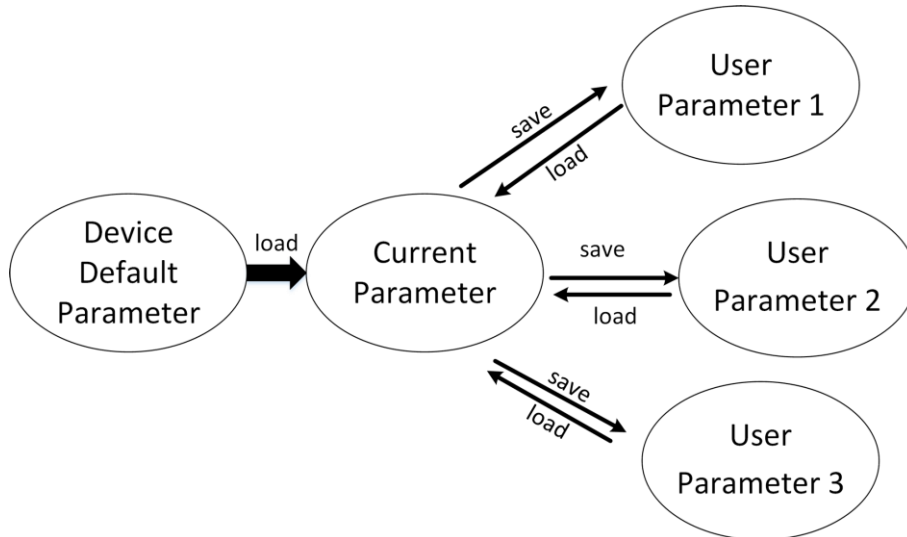 Device
Default
Parameter
load
Current
Parameter
save
load
User
Parameter 1
save
load
User
Parameter 2
save
load
User
Parameter 3